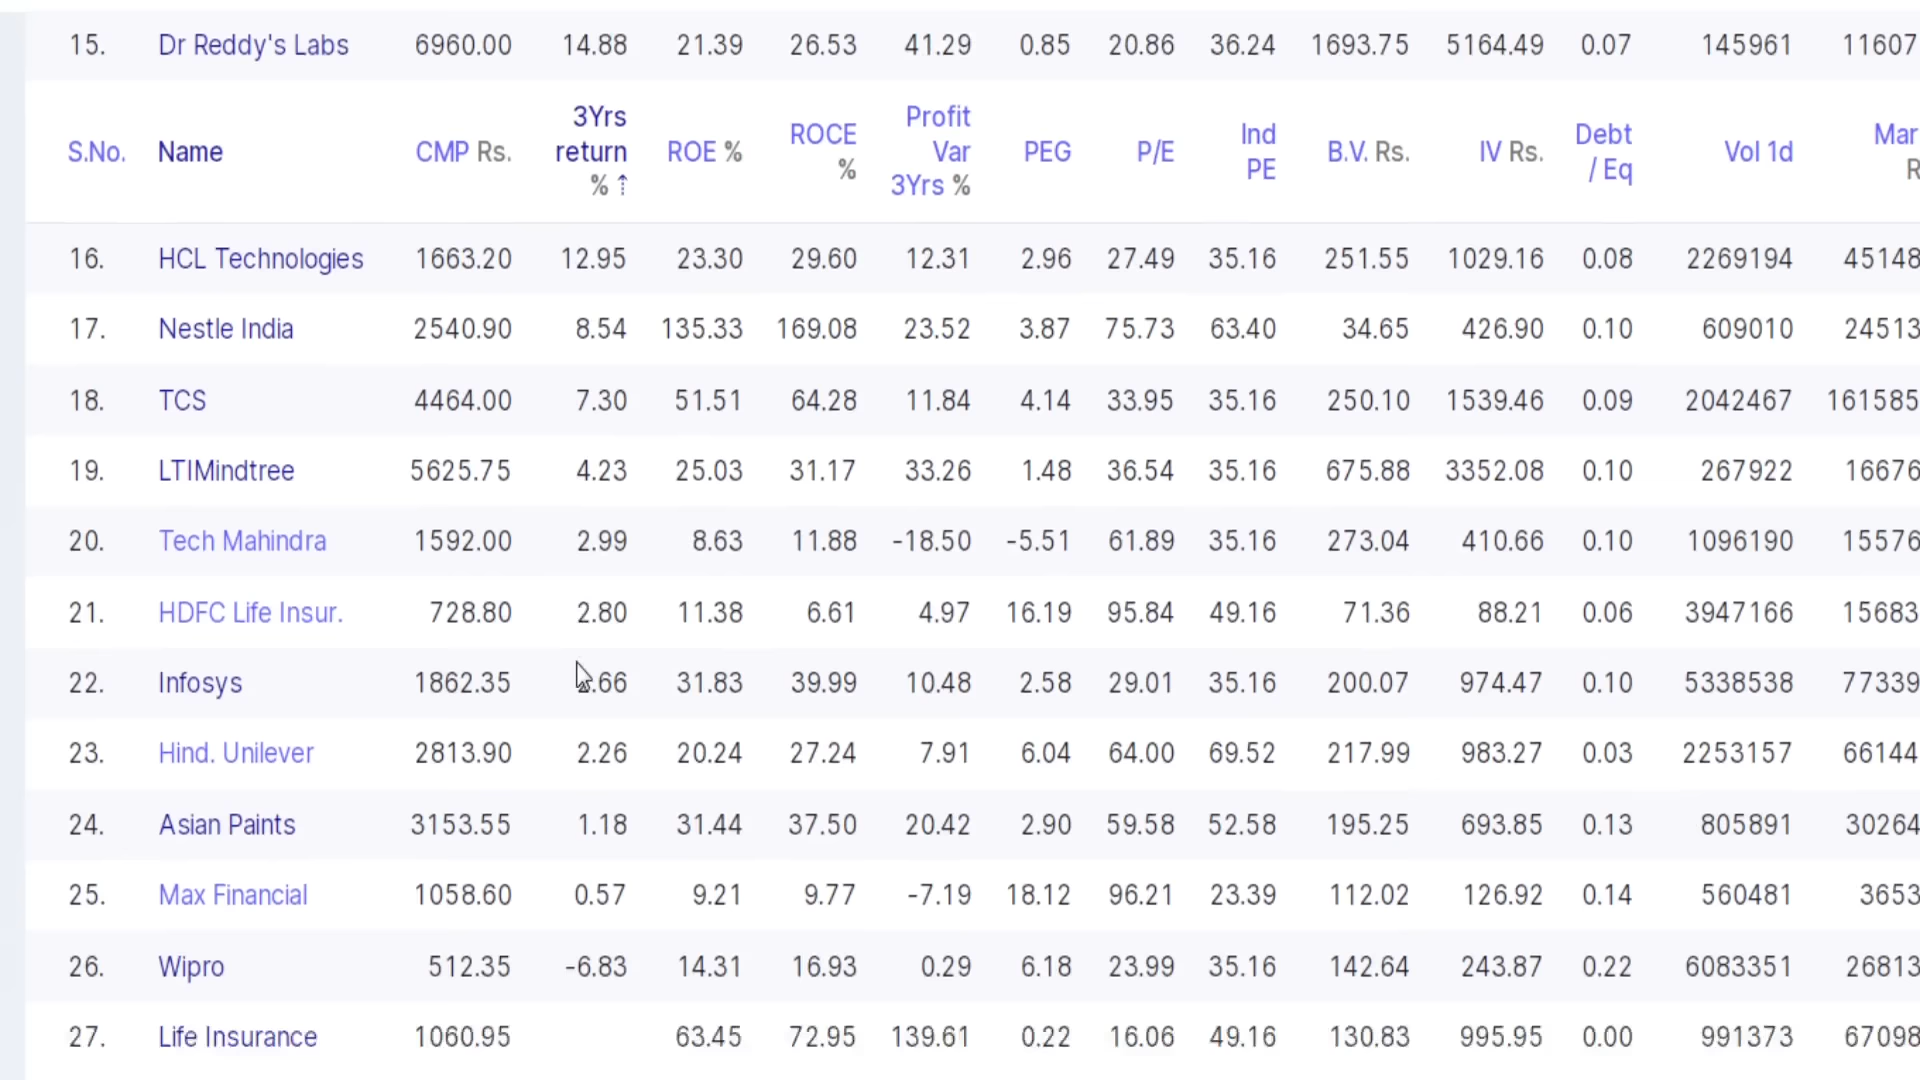 15. Dr Reddy's Labs 6960.00 14.88 21.39 26.53 41.29 0.85 20.86 36.24 1693.75 5164.49 0.07 145961 11607
S.No. Name CMP Rs. 3Yrs return % ↑ ROE % ROCE % Profit Var 3Yrs % PEG P/E Ind PE B.V. Rs. IV Rs. Debt / Eq Vol 1d Mar R
16. HCL Technologies 1663.20 12.95 23.30 29.60 12.31 2.96 27.49 35.16 251.55 1029.16 0.08 2269194 45148
17. Nestle India 2540.90 8.54 135.33 169.08 23.52 3.87 75.73 63.40 34.65 426.90 0.10 609010 24513
18. TCS 4464.00 7.30 51.51 64.28 11.84 4.14 33.95 35.16 250.10 1539.46 0.09 2042467 161585
19. LTIMindtree 5625.75 4.23 25.03 31.17 33.26 1.48 36.54 35.16 675.88 3352.08 0.10 267922 16676
20. Tech Mahindra 1592.00 2.99 8.63 11.88 -18.50 -5.51 61.89 35.16 273.04 410.66 0.10 1096190 15576
21. HDFC Life Insur. 728.80 2.80 11.38 6.61 4.97 16.19 95.84 49.16 71.36 88.21 0.06 3947166 15683
22. Infosys 1862.35 .66 31.83 39.99 10.48 2.58 29.01 35.16 200.07 974.47 0.10 5338538 77339
23. Hind. Unilever 2813.90 2.26 20.24 27.24 7.91 6.04 64.00 69.52 217.99 983.27 0.03 2253157 66144
24. Asian Paints 3153.55 1.18 31.44 37.50 20.42 2.90 59.58 52.58 195.25 693.85 0.13 805891 30264
25. Max Financial 1058.60 0.57 9.21 9.77 -7.19 18.12 96.21 23.39 112.02 126.92 0.14 560481 3653
26. Wipro 512.35 -6.83 14.31 16.93 0.29 6.18 23.99 35.16 142.64 243.87 0.22 6083351 26813
27. Life Insurance 1060.95 63.45 72.95 139.61 0.22 16.06 49.16 130.83 995.95 0.00 991373 67098